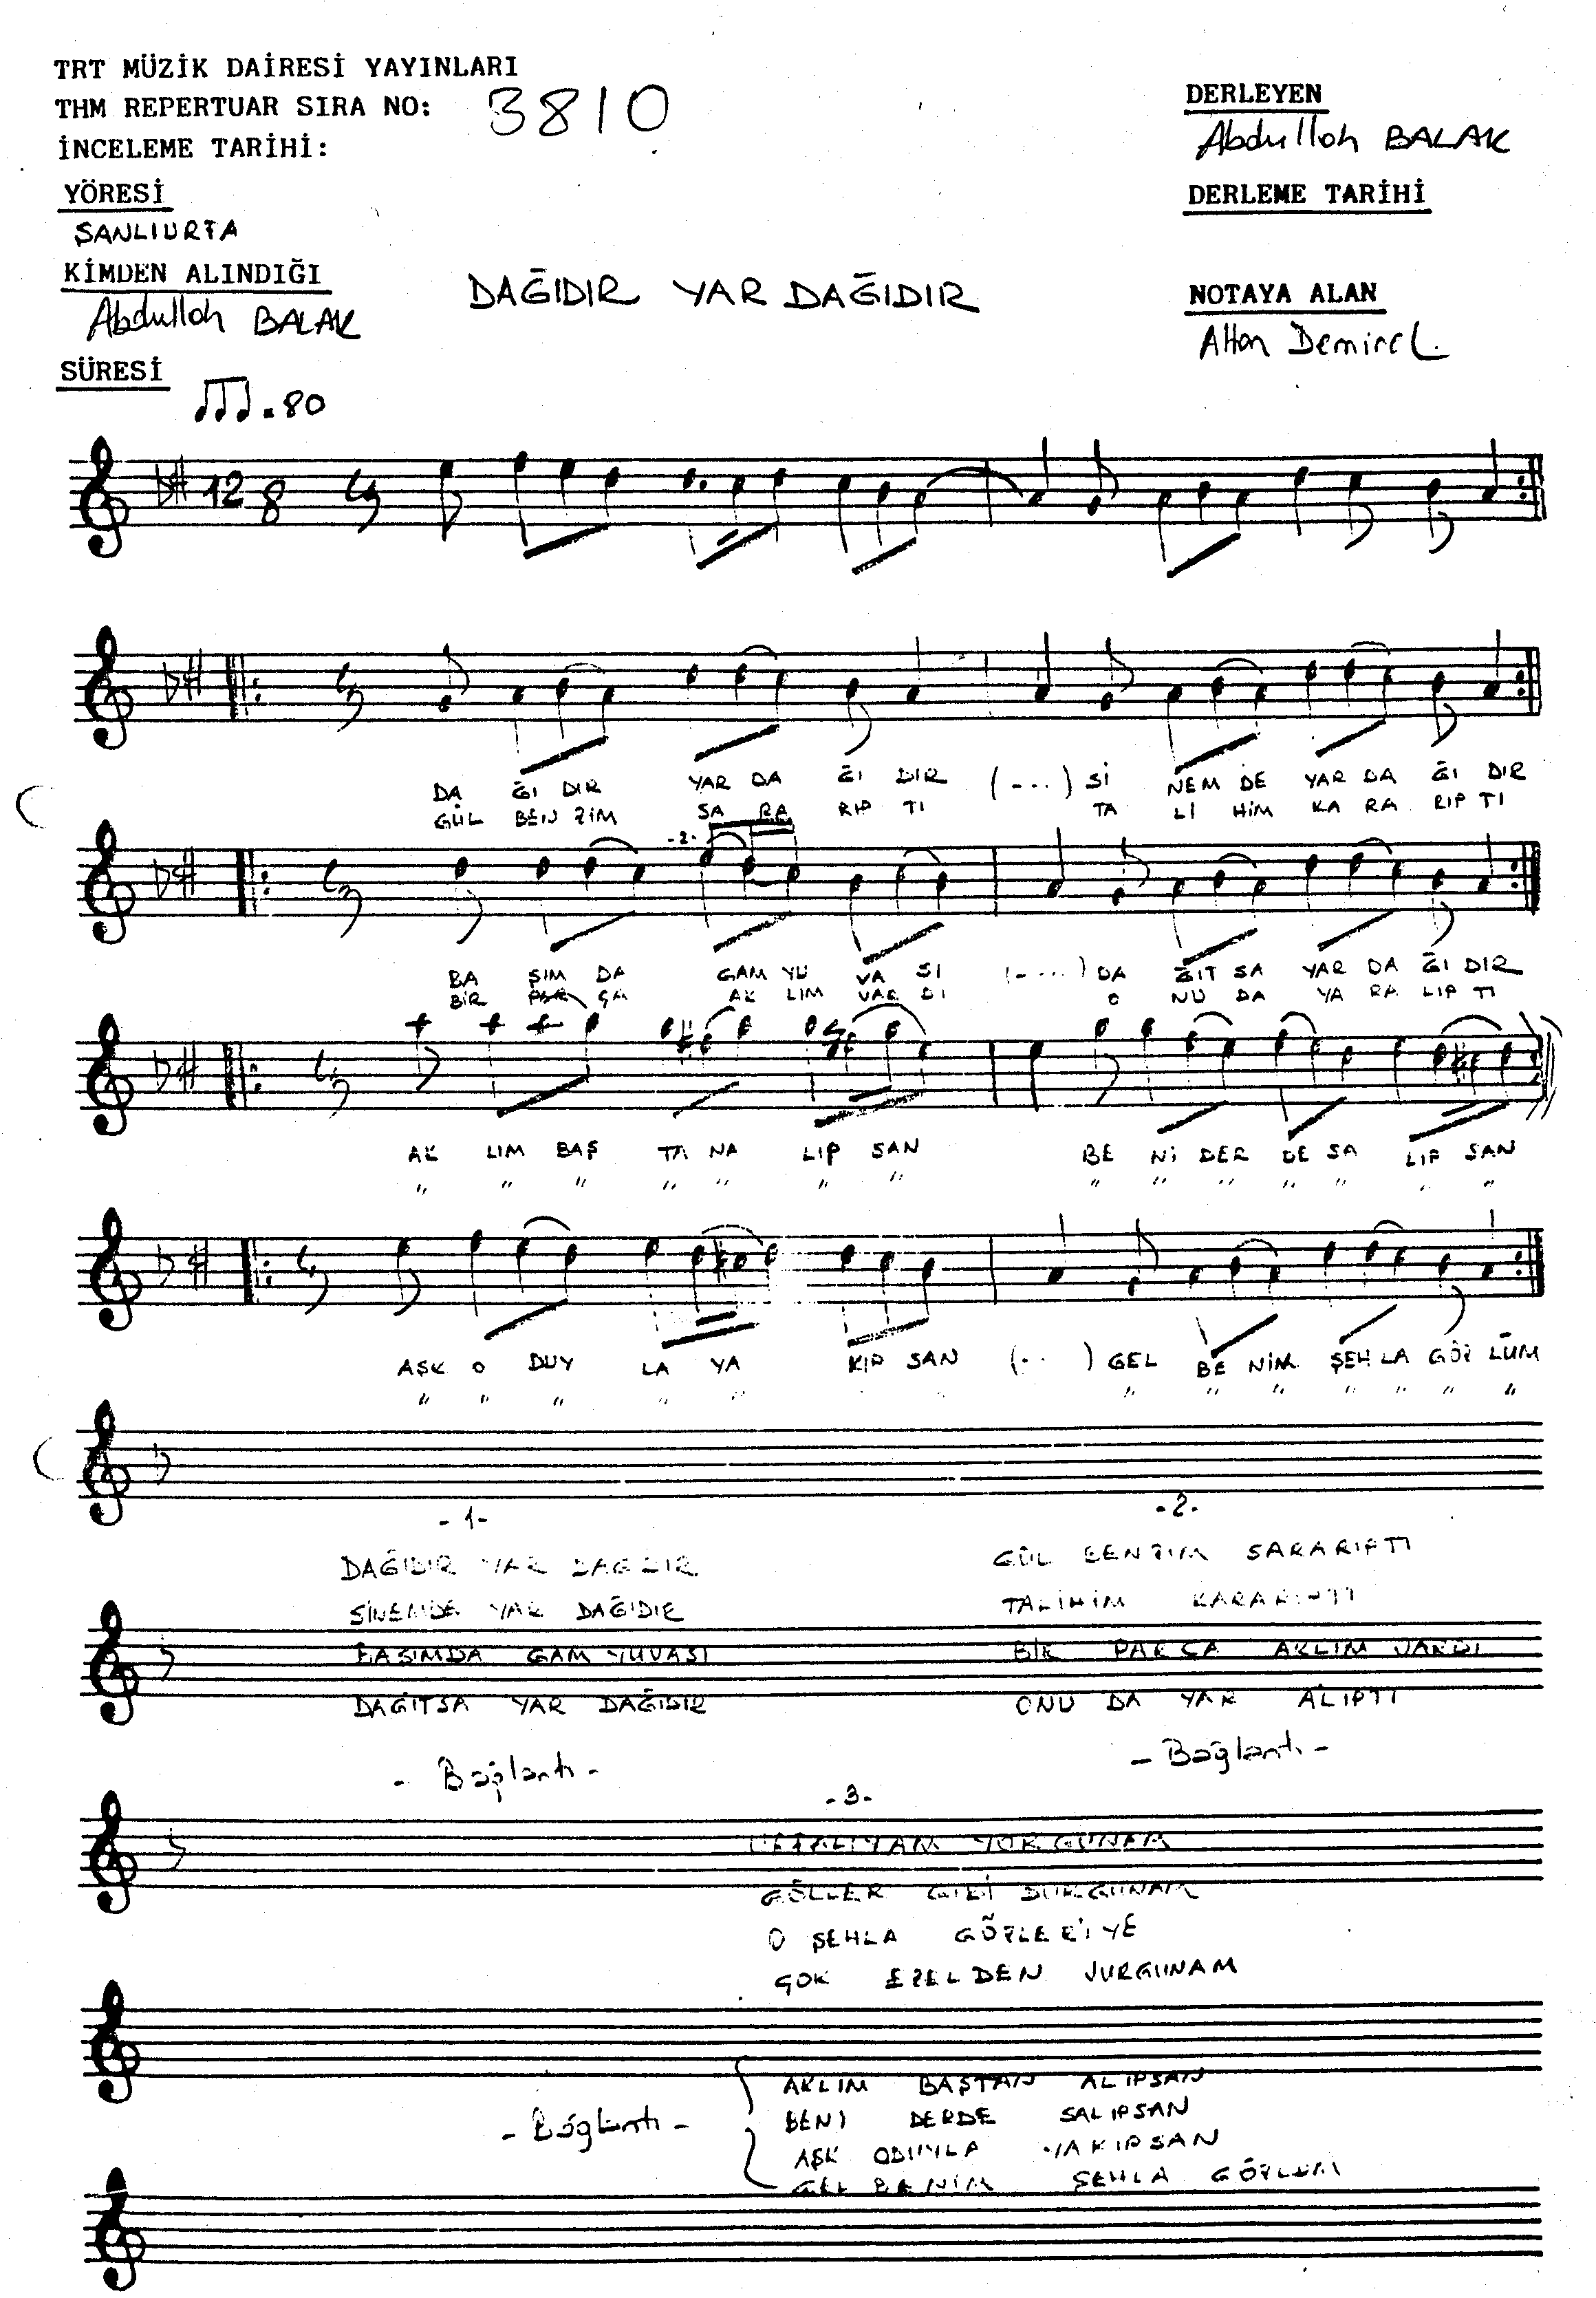 TRT MÜZİK DAİRESİ YAYINLARI
THM REPERTUAR SIRA NO: 3810
İNCELEME TARİHİ:
YÖRESİ
ŞANLIURFA
KİMDEN ALINDIĞI
Abdullah BALAK
SÜRESİ
= 80
DERLEYEN
Abdullah BALAK
DERLEME TARİHİ
DAĞIDIR YAR DAĞIDIR
NOTAYA ALAN
Altan Demirel.
12 8
DA ĞI DIR YAR DA ĞI DIR (- - -) Sİ NEM DE YAR DA ĞI DIR
GÜL BEN ZİM SA RA RIP TI TA Lİ HİM KA RA RIP TI
-2-
BA ŞIM DA GAM YU VA SI (- - - -) DA ĞIT SA YAR DA ĞI DIR
BİR PAR ÇA AK LIM VAR DI O NU DA YA RA LIP TI
AK LIM BAŞ TA NA LIP SAN BE Nİ DER DE SA LIP SAN
" " " " " " " " " " " " " "
AŞK O DUY LA YA KIP SAN (- - ) GEL BE NİM ŞEH LA GÖZ LÜM
" " " " " " " " " " " "
-1-
DAĞIDIR YAR DAĞIDIR
SİNEMDE YAR DAĞIDIR
BAŞIMDA GAM YUVASI
DAĞITSA YAR DAĞIDIR
- Bağlantı -
-2-
GÜL BENZİM SARARIPTI
TALİHİM KARARIPTI
BİR PARÇA AKLIM VARDI
ONU DA YAR ALIPTI
- Bağlantı -
-3-
CEFALIYAM YORGUNAM
GÖLLER GİBİ DURGUNAM
O ŞEHLA GÖZLERİYE
ÇOK EZELDEN VURGUNAM
- Bağlantı -
AKLIM BAŞTAN ALIPSAN
BENİ DERDE SALIPSAN
AŞK ODUYLA YAKIPSAN
GEL BENİM ŞEHLA GÖZLÜM